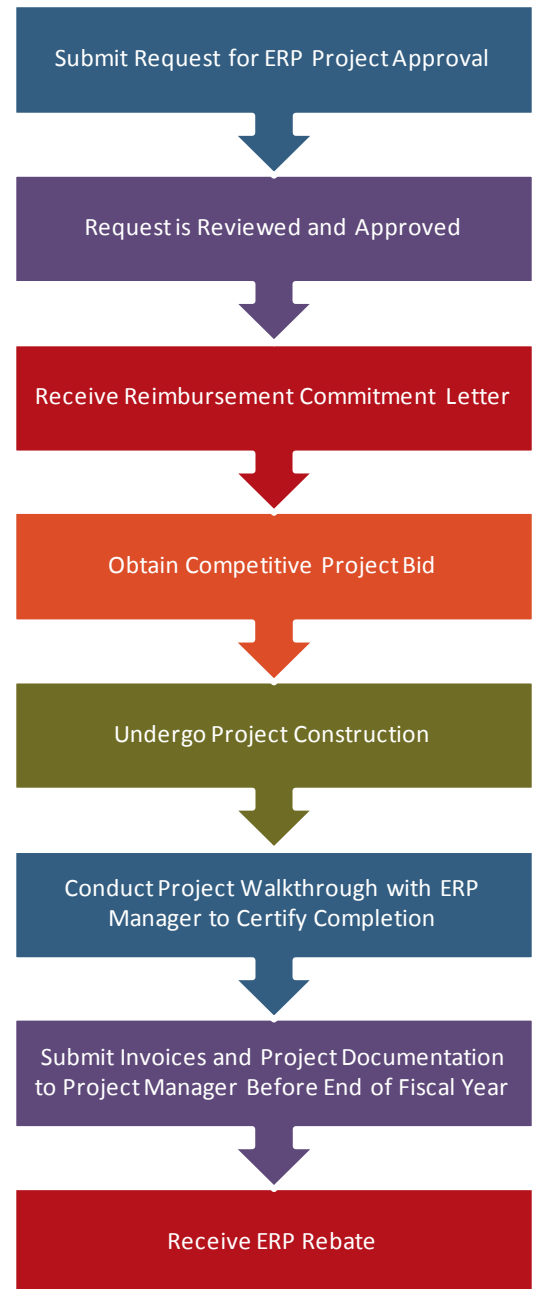 Submit Request for ERP Project Approval
Request is Reviewed and Approved
Receive Reimbursement Commitment Letter
Obtain Competitive Project Bid
Undergo Project Construction
Conduct Project Walkthrough with ERP
Manager to Certify Completion
Submit Invoices and Project Documentation
to Project Manager Before End of Fiscal Year
Receive ERP Rebate